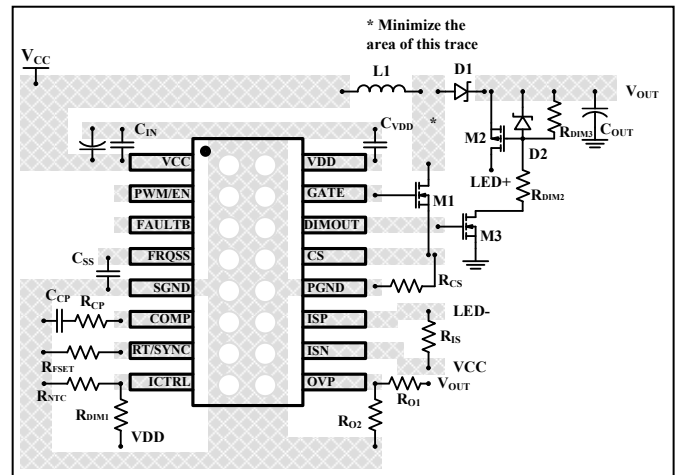 * Minimize the
area of this trace
VCC
L1
D1
VOUT
*
CIN
CVDD
M2
RDIM3
COUT
D2
LED+
VCC
VDD
PWM/EN
GATE
M1
RDIM2
FAULTB
DIMOUT
M3
CSS
FRQSS
CS
SGND
PGND
RCS
CCP
RCP
COMP
ISP
LED-
RIS
RT/SYNC
ISN
RFSET
VCC
ICTRL
OVP
VOUT
RNTC
RO1
RDIM1
RO2
VDD